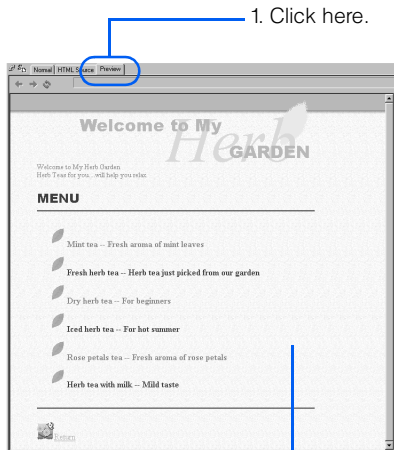 1. Click here.
Normal HTML Source Preview
Welcome to My
Herb
GARDEN
Welcome to My Herb Garden
Herb Teas for you... will help you relax
MENU
Mint tea -- Fresh aroma of mint leaves
Fresh herb tea -- Herb tea just picked from our garden
Dry herb tea -- For beginners
Iced herb tea -- For hot summer
Rose petals tea -- Fresh aroma of rose petals
Herb tea with milk -- Mild taste
Return